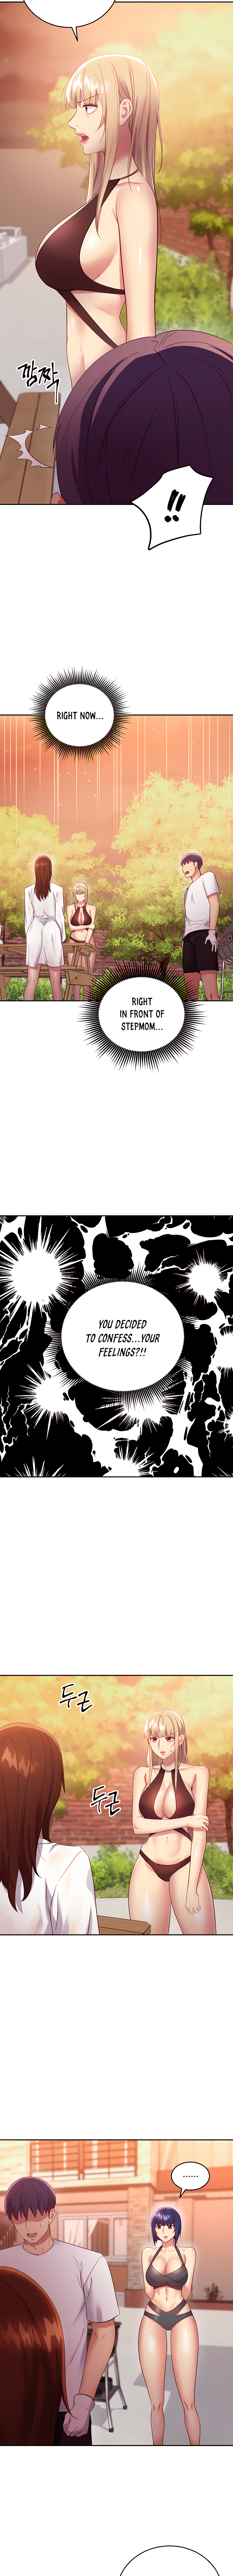 깜짝
!!
RIGHT NOW...
RIGHT
IN FRONT OF
STEPMOM...
YOU DECIDED
TO CONFESS...YOUR
FEELINGS?!!
두근
두근
......